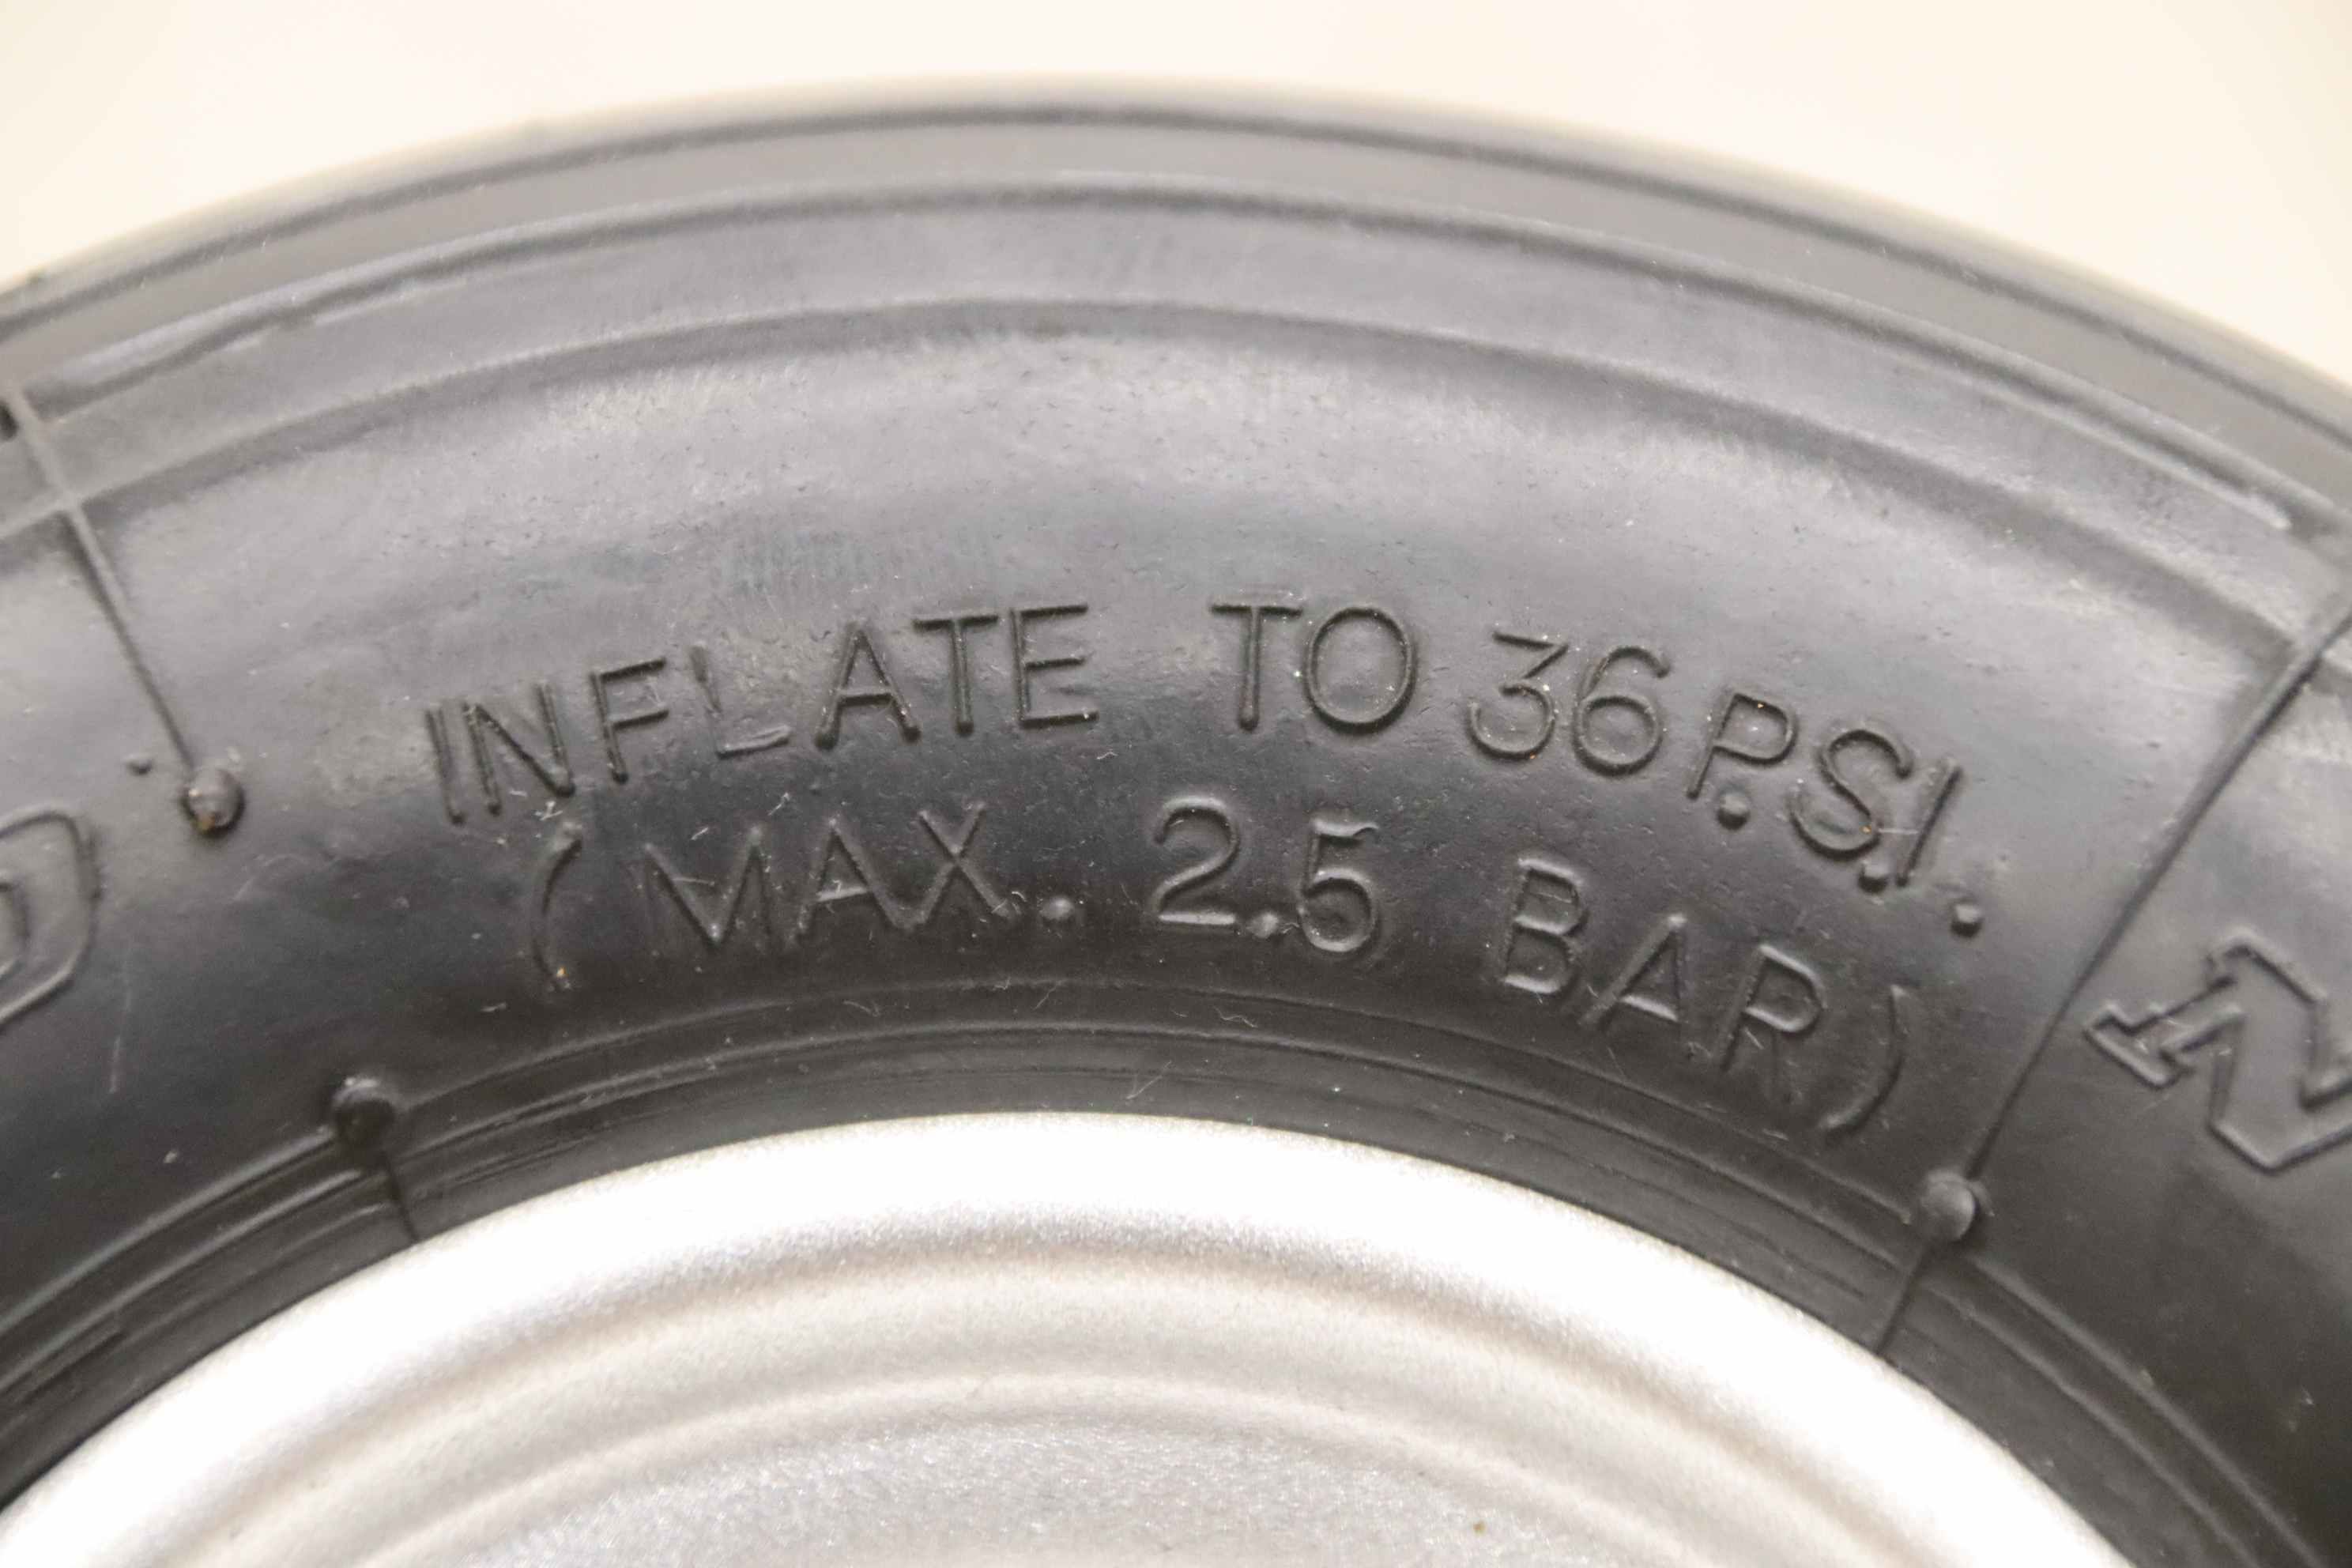 INFLATE TO 36 P.S.I.
(MAX. 2.5 BAR)